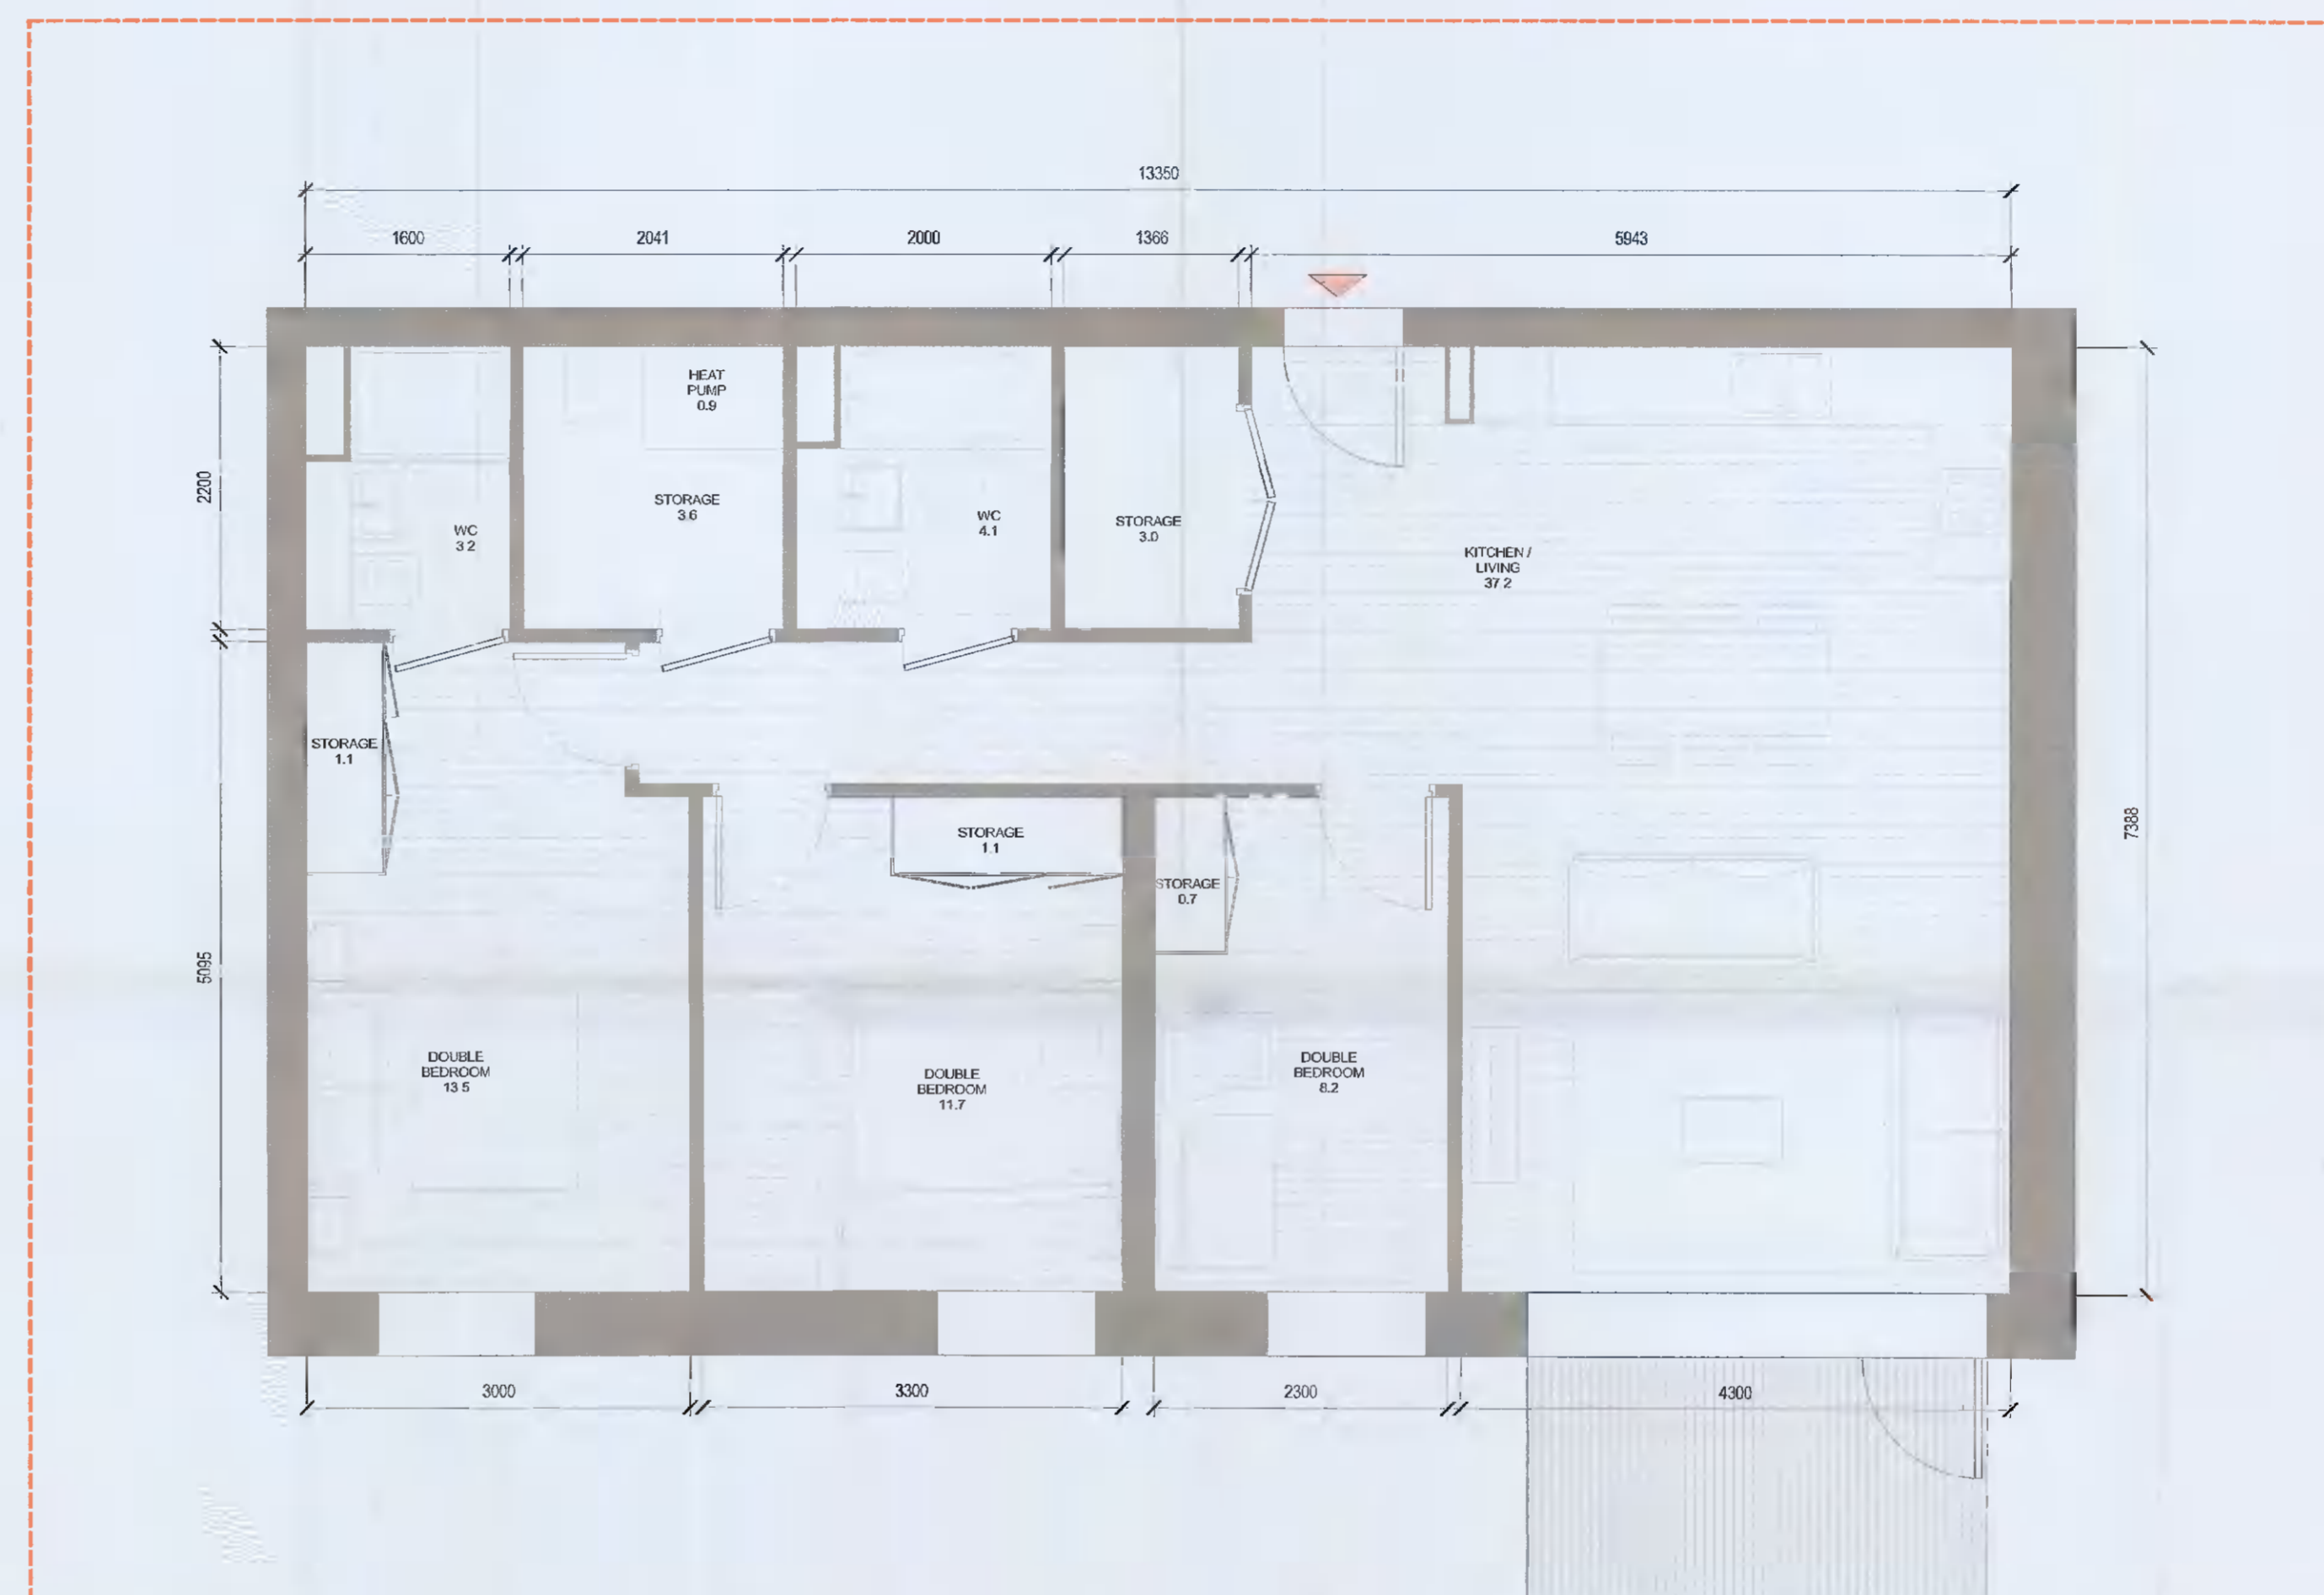 13350
1600
2041
2000
1366
5943
HEAT
PUMP
0.9
2200
STORAGE
3.6
WC
3 2
WC
4.1
STORAGE
3.0
KITCHEN /
LIVING
37 2
STORAGE
1.1
STORAGE
1.1
STORAGE
0.7
7388
5095
DOUBLE
BEDROOM
13 5
DOUBLE
BEDROOM
11.7
DOUBLE
BEDROOM
8.2
3000
3300
2300
4300